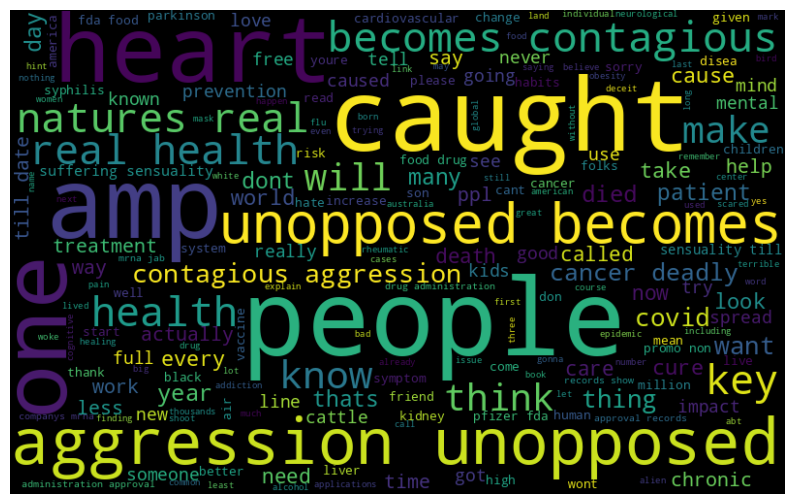 day fda food parkinson love cardiovascular change land individual neurological mark
america heart becomes contagious food given
hint free tell youre say never disea bird
nothing syphilis prevention caused link may saying believe obesity sorry cause mind
women known please going habits last mental
natures real happen read caught deceit use make
mask flu born global without long
real health even trying risk food drug see folks children
till date suffering sensuality white will many ppl take remember help
name dont son cant cancer died patient center
amp world hate increase australia american yes
next unopposed becomes used scared
treatment system really rheumatic death good great called sensuality till
way mrna jab cases kids cancer deadly terrible
one contagious aggression drug administration now try look
lived pain well explain people don course word
health vaccine first covid spread
cognitive start actually three epidemic want
woke healing drug bad including mean
full every know issue come already gonna promo non live key
thank big lot black addiction symptom think book care cure
work year thats friend records show number million thing
less air line let
companys mrna new finding thousands shoot much cattle kidney pfizer fda human approval records abt impact
aggression unopposed
someone common better need call liver got high wont alien chronic
administration approval least alcohol time applications